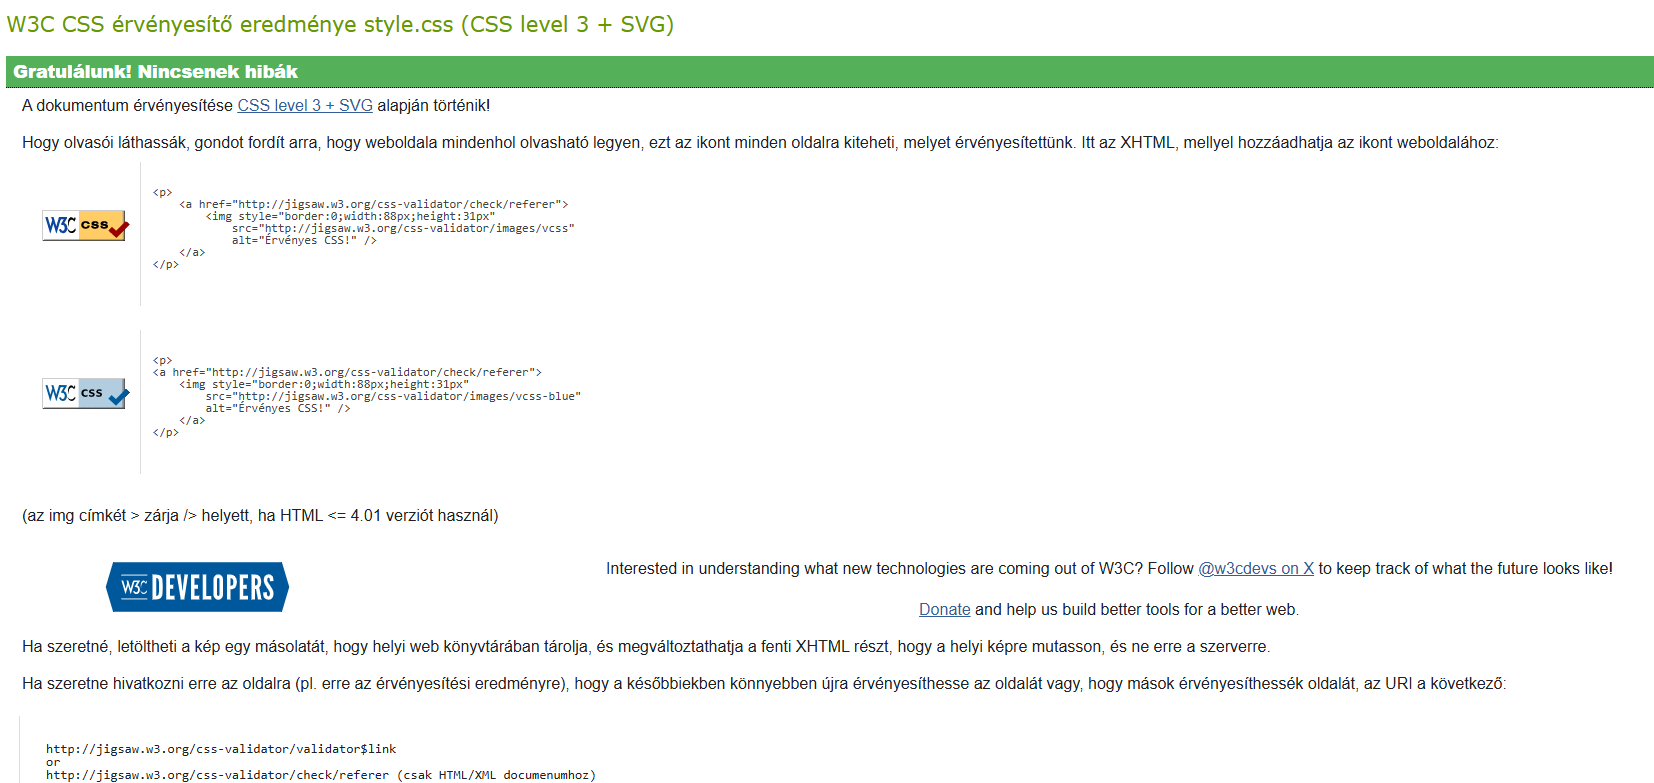 W3C CSS érvényesítő eredménye style.css (CSS level 3 + SVG)
Gratulálunk! Nincsenek hibák
A dokumentum érvényesítése CSS level 3 + SVG alapján történik!
Hogy olvasói láthassák, gondot fordít arra, hogy weboldala mindenhol olvasható legyen, ezt az ikont minden oldalra kiteheti, melyet érvényesítettünk. Itt az XHTML, mellyel hozzáadhatja az ikont weboldalához:
W3C css
<p>
<a href="http://jigsaw.w3.org/css-validator/check/referer">
<img style="border:0;width:88px;height:31px"
src="http://jigsaw.w3.org/css-validator/images/vcss"
alt="Érvényes CSS!" />
</a>
</p>
W3C css
<p>
<a href="http://jigsaw.w3.org/css-validator/check/referer">
<img style="border:0;width:88px;height:31px"
src="http://jigsaw.w3.org/css-validator/images/vcss-blue"
alt="Érvényes CSS!" />
</a>
</p>
(az img címkét > zárja /> helyett, ha HTML <= 4.01 verziót használ)
W3C DEVELOPERS
Interested in understanding what new technologies are coming out of W3C? Follow @w3cdevs on X to keep track of what the future looks like!
Donate and help us build better tools for a better web.
Ha szeretné, letöltheti a kép egy másolatát, hogy helyi web könyvtárában tárolja, és megváltoztathatja a fenti XHTML részt, hogy a helyi képre mutasson, és ne erre a szerverre.
Ha szeretne hivatkozni erre az oldalra (pl. erre az érvényesítési eredményre), hogy a későbbiekben könnyebben újra érvényesíthesse az oldalát vagy, hogy mások érvényesíthessék oldalát, az URI a következő:
http://jigsaw.w3.org/css-validator/validator$link
or
http://jigsaw.w3.org/css-validator/check/referer (csak HTML/XML documenumhoz)